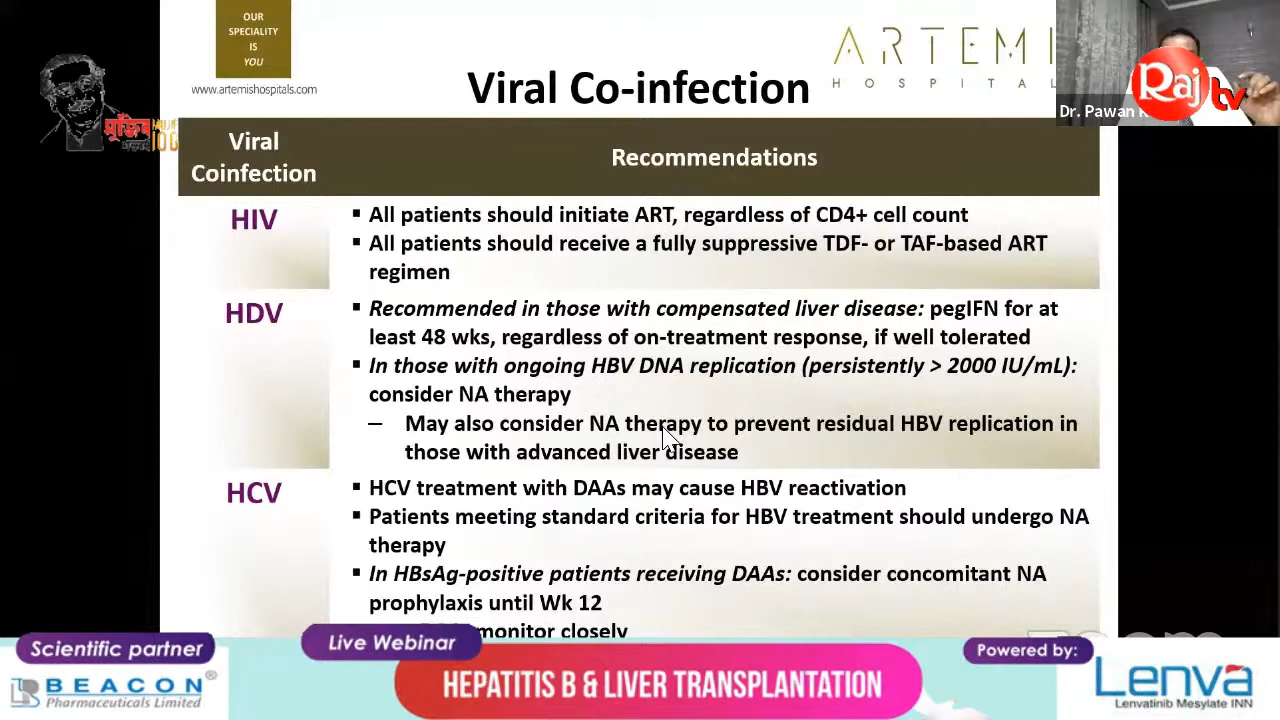 OUR
SPECIALITY
IS
YOU
www.artemishospitals.com
ARTEMI
HOSPITAL
Viral Co-infection
Raj tv
Dr. Pawan
মুজিব
100
Viral
Coinfection
Recommendations
HIV
▪ All patients should initiate ART, regardless of CD4+ cell count
▪ All patients should receive a fully suppressive TDF- or TAF-based ART
regimen
HDV
▪ Recommended in those with compensated liver disease: pegIFN for at
least 48 wks, regardless of on-treatment response, if well tolerated
▪ In those with ongoing HBV DNA replication (persistently > 2000 IU/mL):
consider NA therapy
– May also consider NA therapy to prevent residual HBV replication in
those with advanced liver disease
HCV
▪ HCV treatment with DAAs may cause HBV reactivation
▪ Patients meeting standard criteria for HBV treatment should undergo NA
therapy
▪ In HBsAg-positive patients receiving DAAs: consider concomitant NA
prophylaxis until Wk 12
monitor closely
Scientific partner
BEACON®
Pharmaceuticals Limited
Live Webinar
HEPATITIS B & LIVER TRANSPLANTATION
Powered by:
Lenva
Lenvatinib Mesylate INN